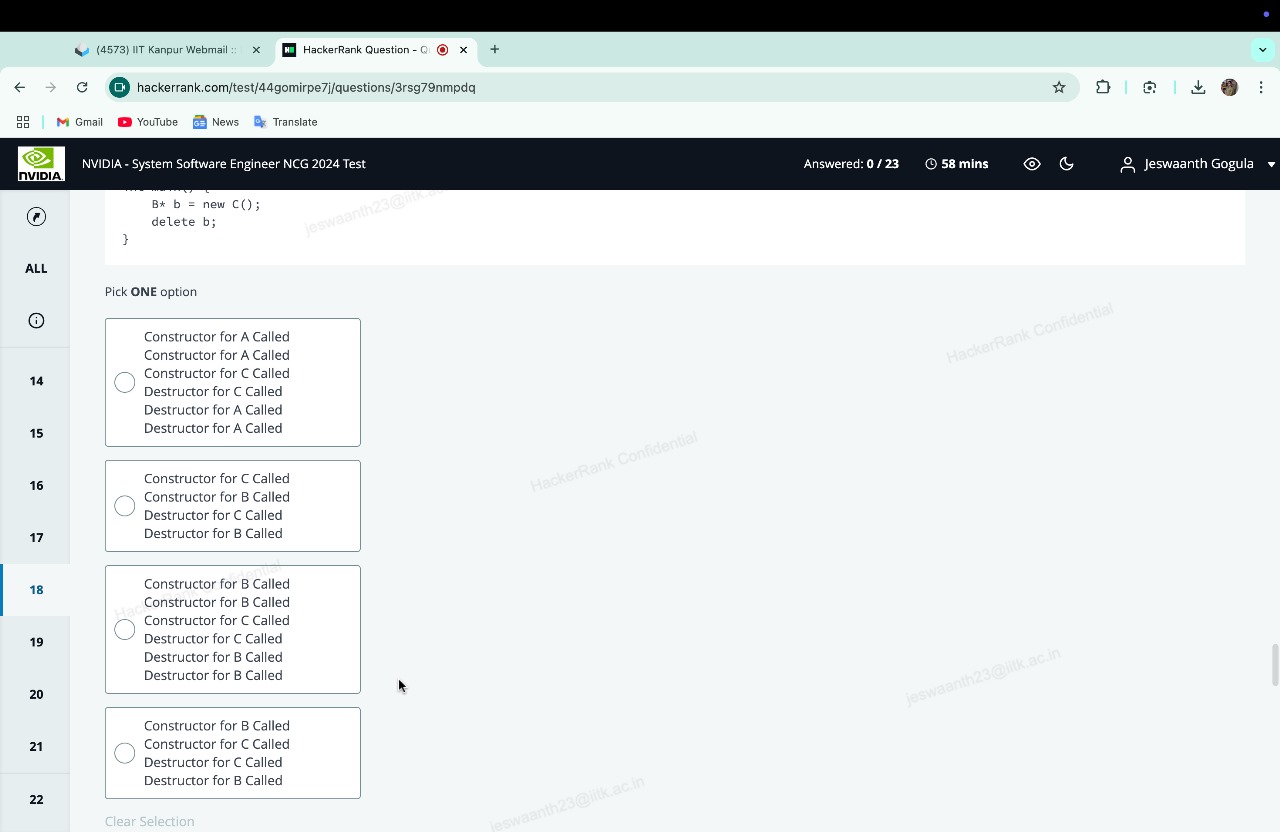 (4573) IIT Kanpur Webmail ::
HackerRank Question - Q
hackerrank.com/test/44gomirpe7j/questions/3rsg79nmpdq
Gmail
YouTube
News
Translate
NVIDIA
NVIDIA - System Software Engineer NCG 2024 Test
Answered: 0 / 23
58 mins
Jeswaanth Gogula
B* b = new C();
delete b;
}
ALL
14
15
16
17
18
19
20
21
22
Pick ONE option
Constructor for A Called
Constructor for A Called
Constructor for C Called
Destructor for C Called
Destructor for A Called
Destructor for A Called
Constructor for C Called
Constructor for B Called
Destructor for C Called
Destructor for B Called
Constructor for B Called
Constructor for B Called
Constructor for C Called
Destructor for C Called
Destructor for B Called
Destructor for B Called
Constructor for B Called
Constructor for C Called
Destructor for C Called
Destructor for B Called
Clear Selection
jeswaanth23@iitk.ac
HackerRank Confidential
HackerRank Confidential
HackerRank Confidential
jeswaanth23@iitk.ac.in
jeswaanth23@iitk.ac.in